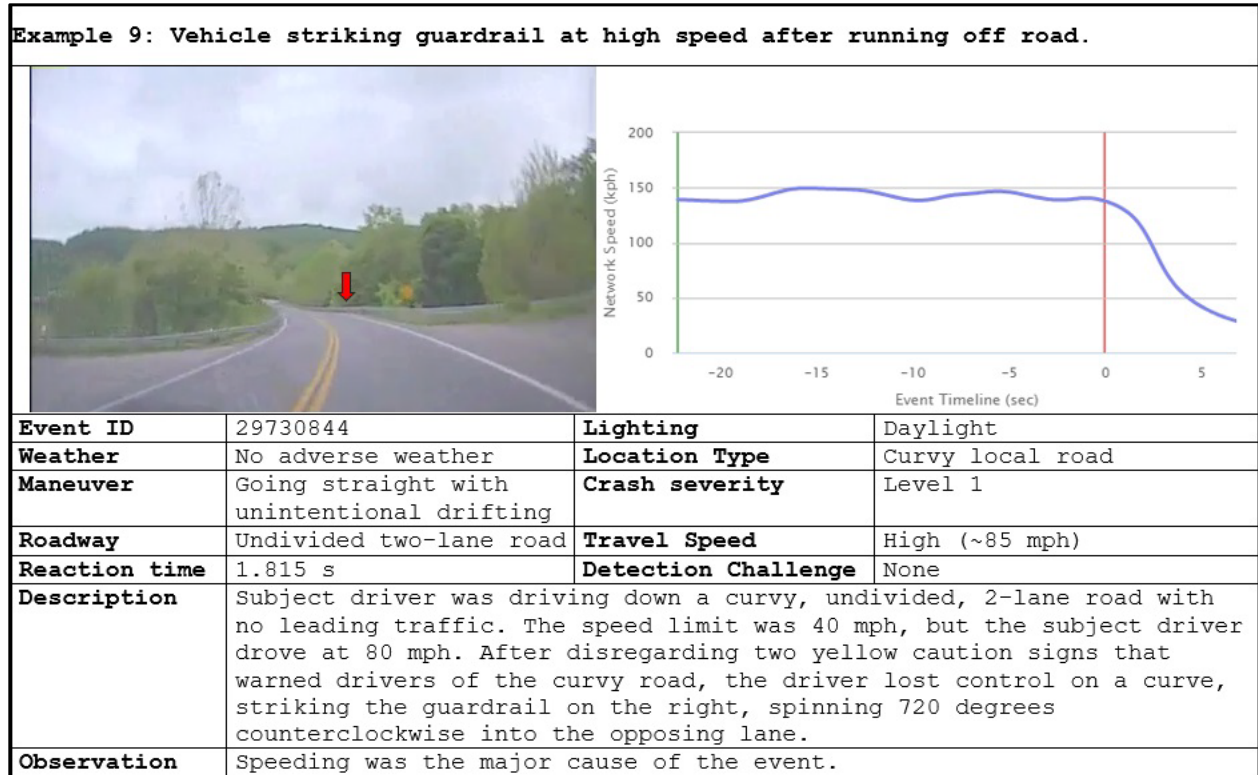 Example 9: Vehicle striking guardrail at high speed after running off road.
200
150
100
50
0
Network Speed (kph)
-20 -15 -10 -5 0 5
Event Timeline (sec)
Event ID 29730844 Lighting Daylight
Weather No adverse weather Location Type Curvy local road
Maneuver Going straight with Crash severity Level 1
unintentional drifting
Roadway Undivided two-lane road Travel Speed High (~85 mph)
Reaction time 1.815 s Detection Challenge None
Description Subject driver was driving down a curvy, undivided, 2-lane road with
no leading traffic. The speed limit was 40 mph, but the subject driver
drove at 80 mph. After disregarding two yellow caution signs that
warned drivers of the curvy road, the driver lost control on a curve,
striking the guardrail on the right, spinning 720 degrees
counterclockwise into the opposing lane.
Observation Speeding was the major cause of the event.